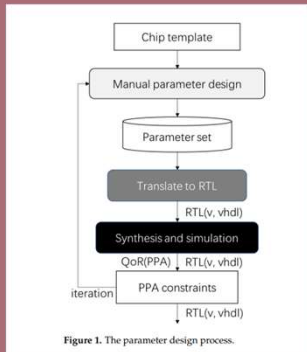 Chip template
Manual parameter design
Parameter set
Translate to RTL
RTL(v, vhdl)
Synthesis and simulation
QoR(PPA) RTL(v, vhdl)
iteration
PPA constraints
RTL(v, vhdl)
Figure 1. The parameter design process.